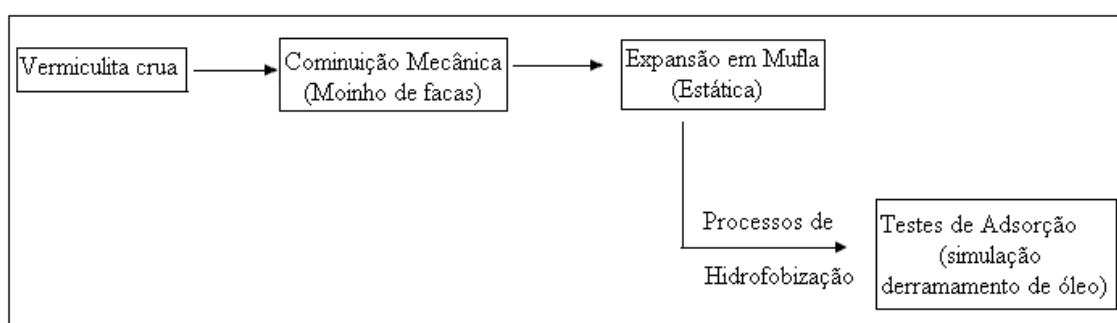 Vermiculita crua
Cominuição Mecânica
(Moinho de facas)
Expansão em Mufla
(Estática)
Processos de
Hidrofobização
Testes de Adsorção
(simulação
derramamento de óleo)